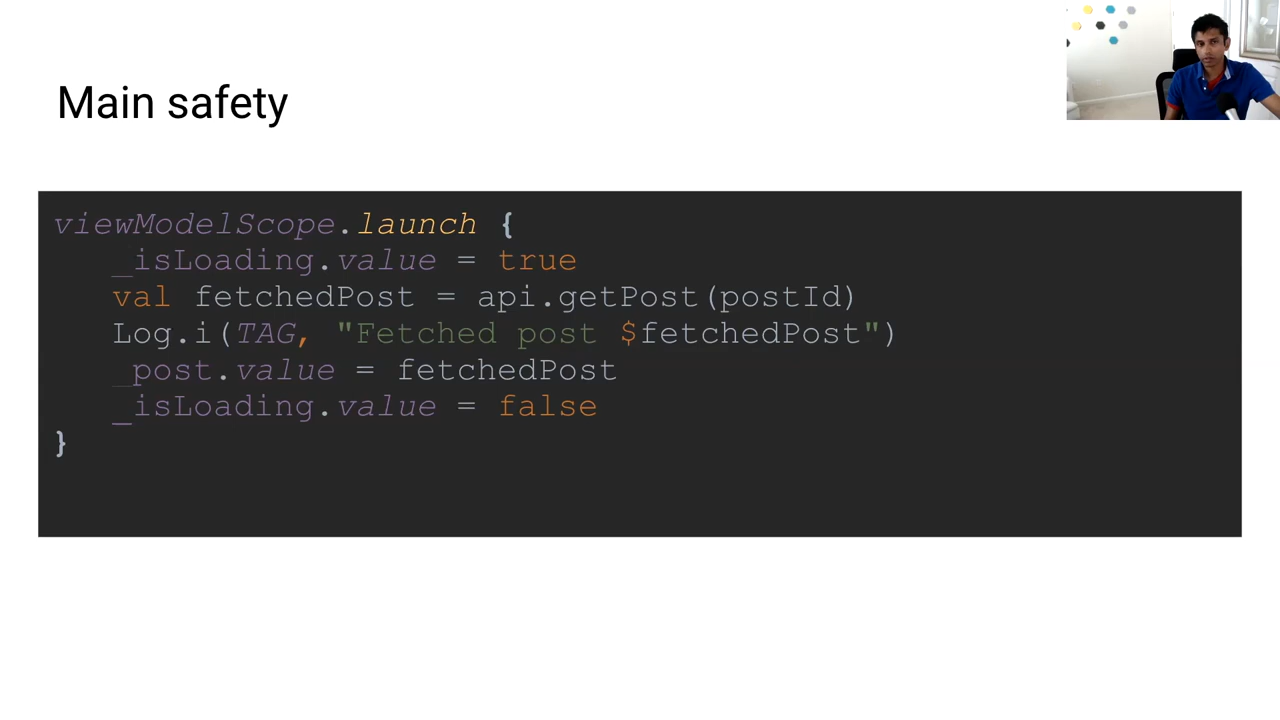 Main safety
viewModelScope.launch {
_isLoading.value = true
val fetchedPost = api.getPost(postId)
Log.i(TAG, "Fetched post $fetchedPost")
_post.value = fetchedPost
_isLoading.value = false
}